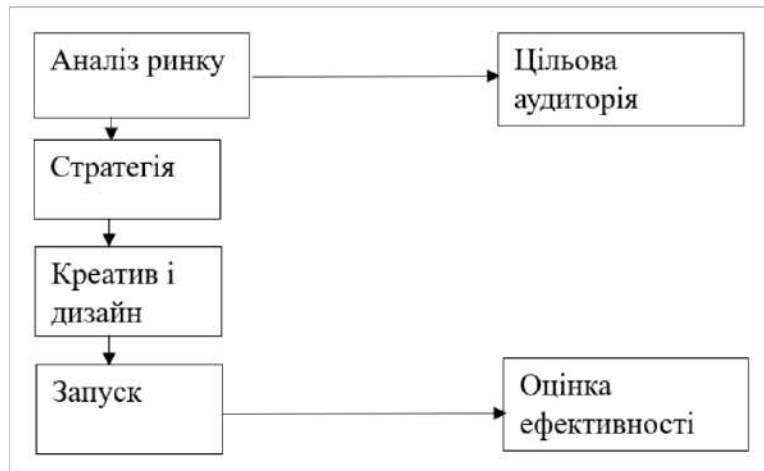 Аналіз ринку
Цільова
аудиторія
Стратегія
Креатив і
дизайн
Запуск
Оцінка
ефективності